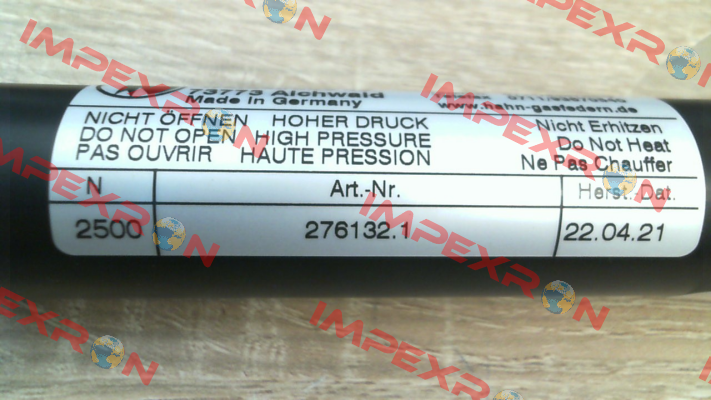 73773 Aichwald
Made in Germany
www.hahn-gasfedern.de
NICHT ÖFFNEN HOHER DRUCK
DO NOT OPEN HIGH PRESSURE
PAS OUVRIR HAUTE PRESSION
Nicht Erhitzen
Do Not Heat
Ne Pas Chauffer
N Art.-Nr. Herst.-Dat.
2500 276132.1 22.04.21
IMPEXRON
IMPEXRON
IMPEXRON
IMPEXRON
IMPEXRON
IMPEXRON